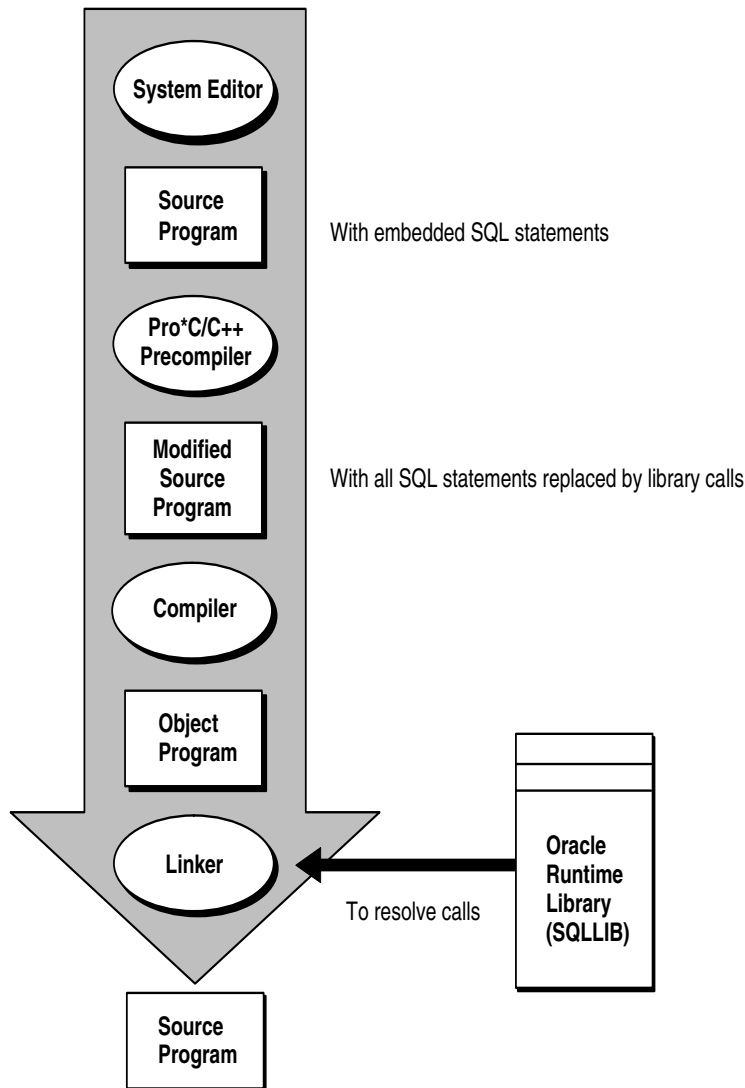 System Editor
Source
Program
With embedded SQL statements
Pro*C/C++
Precompiler
Modified
Source
Program
With all SQL statements replaced by library calls
Compiler
Object
Program
Linker
To resolve calls
Oracle
Runtime
Library
(SQLLIB)
Source
Program